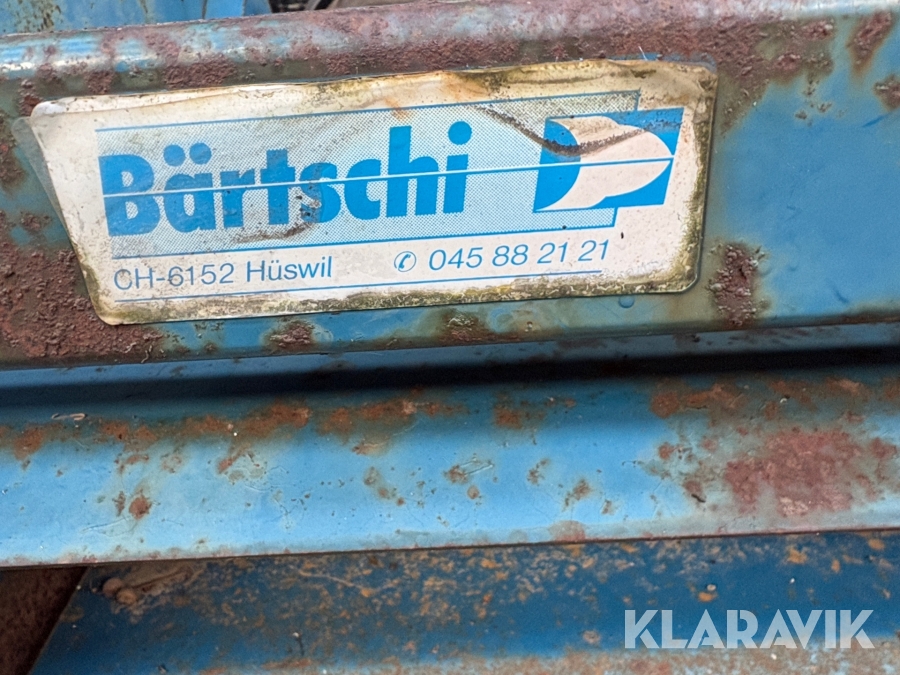 Bärtschi
CH-6152 Hüswil ✆ 045 88 21 21
KLARAVIK